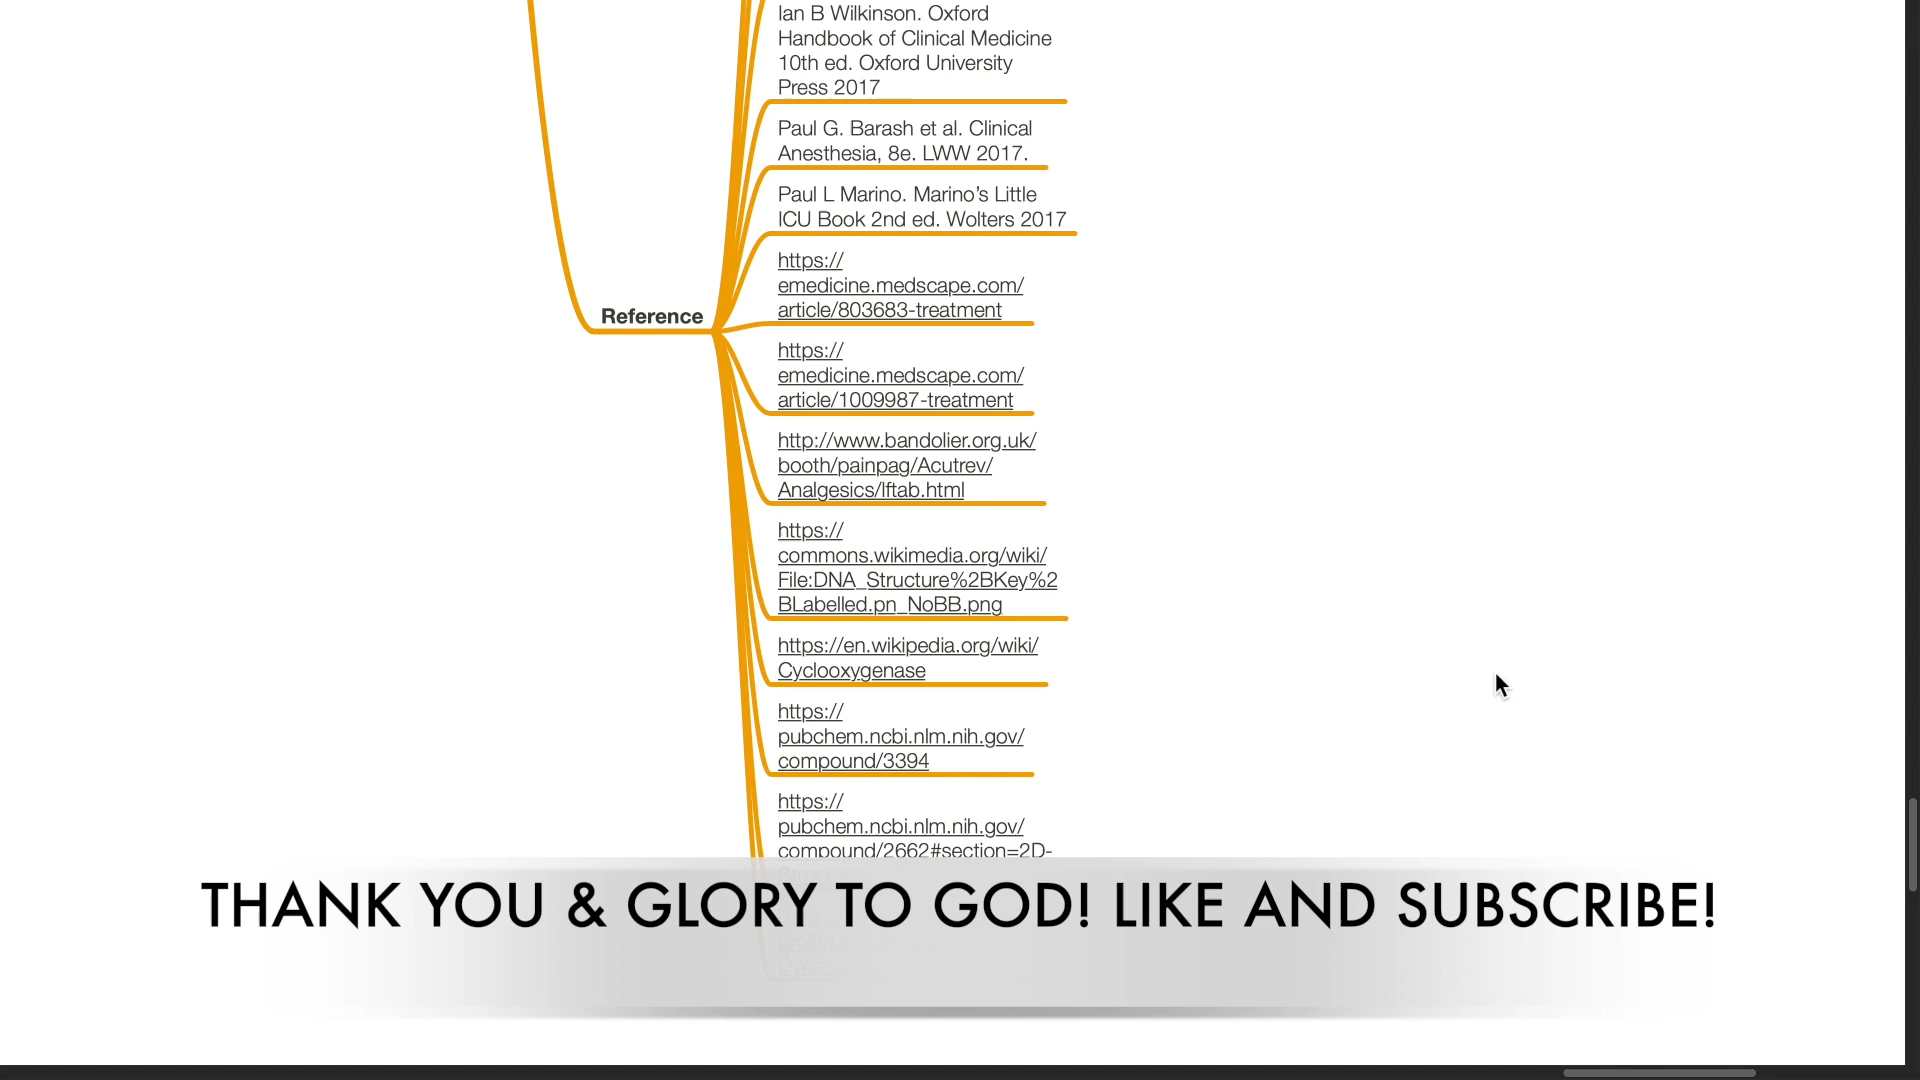 Ian B Wilkinson. Oxford
Handbook of Clinical Medicine
10th ed. Oxford University
Press 2017
Paul G. Barash et al. Clinical
Anesthesia, 8e. LWW 2017.
Paul L Marino. Marino’s Little
ICU Book 2nd ed. Wolters 2017
https://
emedicine.medscape.com/
article/803683-treatment
Reference
https://
emedicine.medscape.com/
article/1009987-treatment
http://www.bandolier.org.uk/
booth/painpag/Acutrev/
Analgesics/lftab.html
https://
commons.wikimedia.org/wiki/
File:DNA_Structure%2BKey%2
BLabelled.pn_NoBB.png
https://en.wikipedia.org/wiki/
Cyclooxygenase
https://
pubchem.ncbi.nlm.nih.gov/
compound/3394
https://
pubchem.ncbi.nlm.nih.gov/
compound/2662#section=2D-
THANK YOU & GLORY TO GOD! LIKE AND SUBSCRIBE!